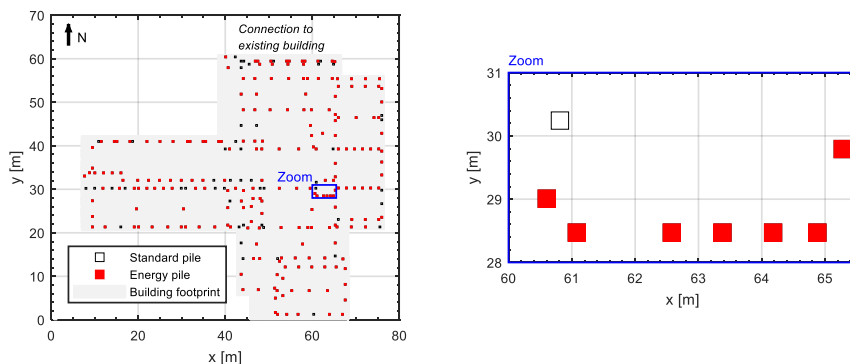 70
60
50
40
30
20
10
0
y [m]
N
Connection to
existing building
Zoom
Standard pile
Energy pile
Building footprint
0 20 40 60 80
x [m]
Zoom
31
30
29
28
y [m]
60 61 62 63 64 65
x [m]